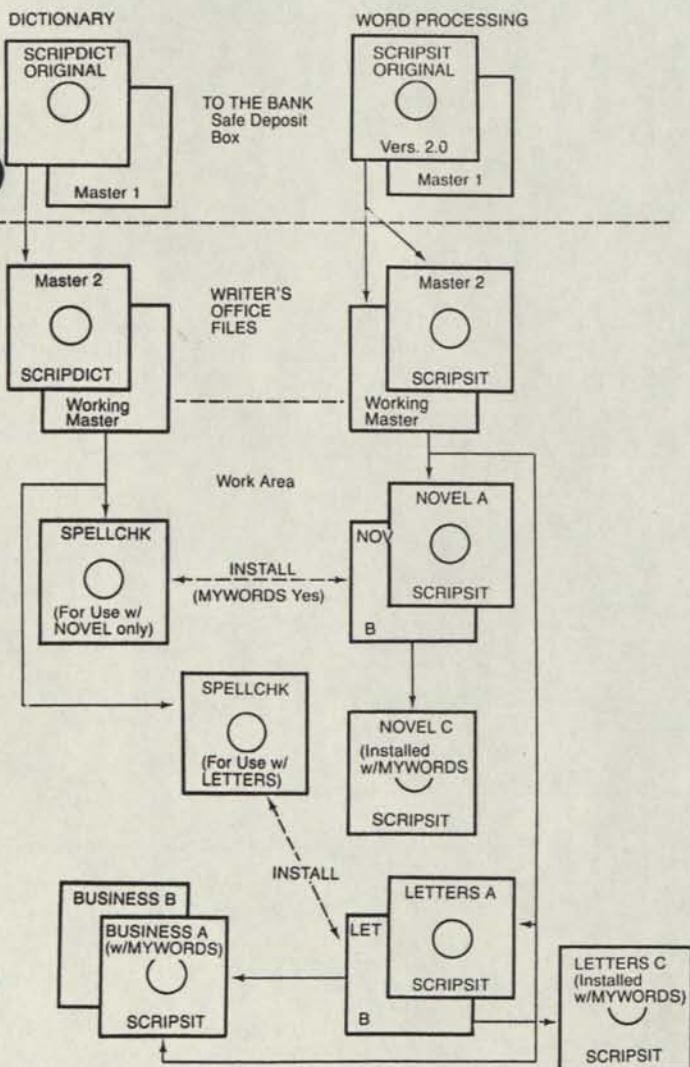 DICTIONARY
WORD PROCESSING
SCRIPDICT
ORIGINAL
Master 1
TO THE BANK
Safe Deposit
Box
SCRIPSIT
ORIGINAL
Vers. 2.0
Master 1
Master 2
SCRIPDICT
Working
Master
WRITER'S
OFFICE
FILES
Master 2
SCRIPSIT
Working
Master
Work Area
SPELLCHK
(For Use w/
NOVEL only)
INSTALL
(MYWORDS Yes)
NOVEL A
SCRIPSIT
NOV
B
SPELLCHK
(For Use w/
LETTERS)
NOVEL C
(Installed
w/MYWORDS
SCRIPSIT
INSTALL
BUSINESS B
BUSINESS A
(w/MYWORDS)
SCRIPSIT
LETTERS A
SCRIPSIT
LET
B
LETTERS C
(Installed
w/MYWORDS)
SCRIPSIT